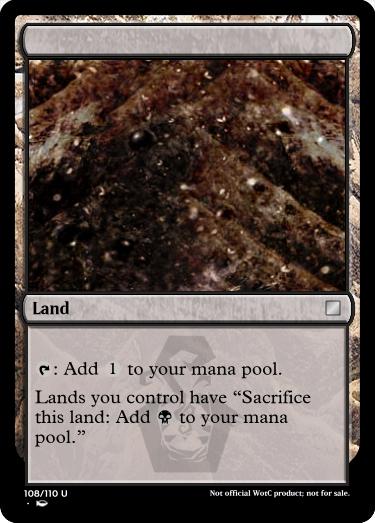 Land
: Add 1 to your mana pool.
Lands you control have “Sacrifice
this land: Add to your mana
pool.”
108/110 U
Not official WotC product; not for sale.